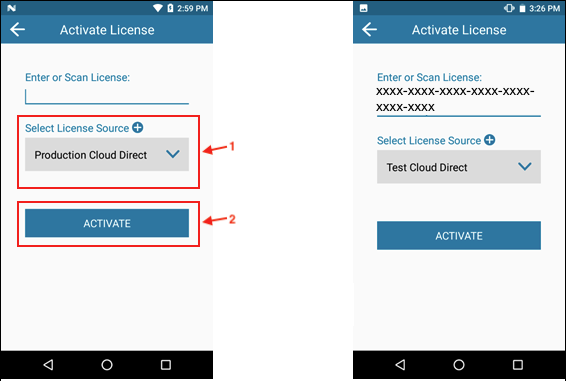 2:59 PM
Activate License
Enter or Scan License:
Select License Source
Production Cloud Direct
1
ACTIVATE
2
3:26 PM
Activate License
Enter or Scan License:
XXXX-XXXX-XXXX-XXXX-XXXX-
XXXX-XXXX
Select License Source
Test Cloud Direct
ACTIVATE